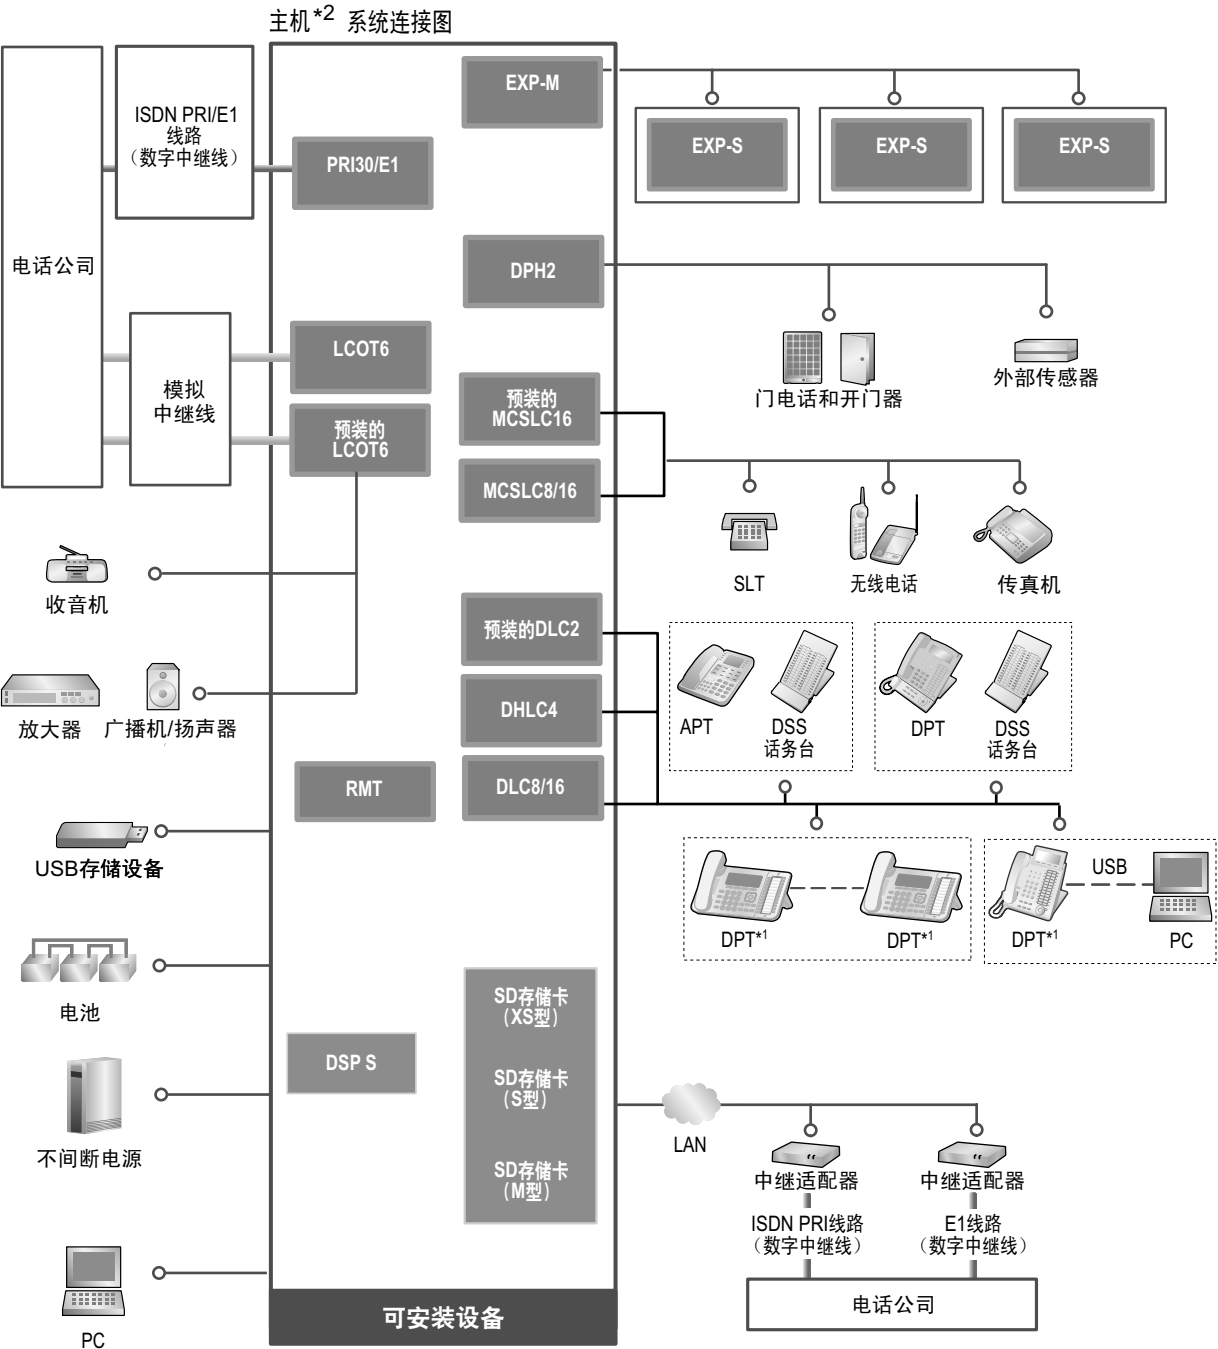 主机*2 系统连接图
EXP-M
ISDN PRI/E1
线路
（数字中继线）
PRI30/E1
EXP-S
EXP-S
EXP-S
电话公司
DPH2
LCOT6
模拟
中继线
门电话和开门器
外部传感器
预装的
MCSLC16
预装的
LCOT6
MCSLC8/16
SLT
无线电话
传真机
收音机
预装的DLC2
APT
DSS
话务台
DPT
DSS
话务台
放大器
广播机/扬声器
DHLC4
RMT
DLC8/16
USB存储设备
DPT*1
DPT*1
DPT*1
USB
PC
电池
SD存储卡
（XS型）
DSP S
SD存储卡
（S型）
SD存储卡
（M型）
不间断电源
LAN
中继适配器
中继适配器
ISDN PRI线路
（数字中继线）
E1线路
（数字中继线）
电话公司
PC
可安装设备